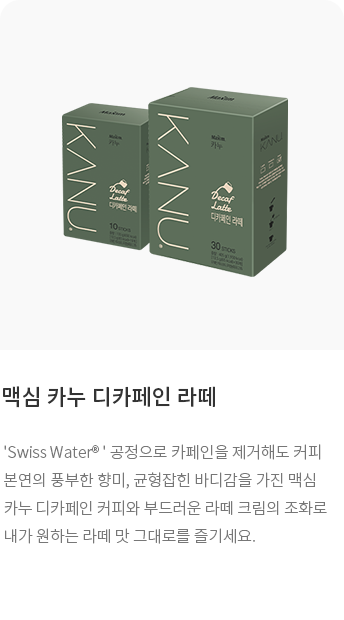 Maxim
KANU
Maxim
카누
KANU
Decaf
Latte
디카페인 라떼
10 STICKS
Decaf
Latte
디카페인 라떼
30 STICKS
KANU
맥심 카누 디카페인 라떼
'Swiss Water® ' 공정으로 카페인을 제거해도 커피
본연의 풍부한 향미, 균형잡힌 바디감을 가진 맥심
카누 디카페인 커피와 부드러운 라떼 크림의 조화로
내가 원하는 라떼 맛 그대로를 즐기세요.